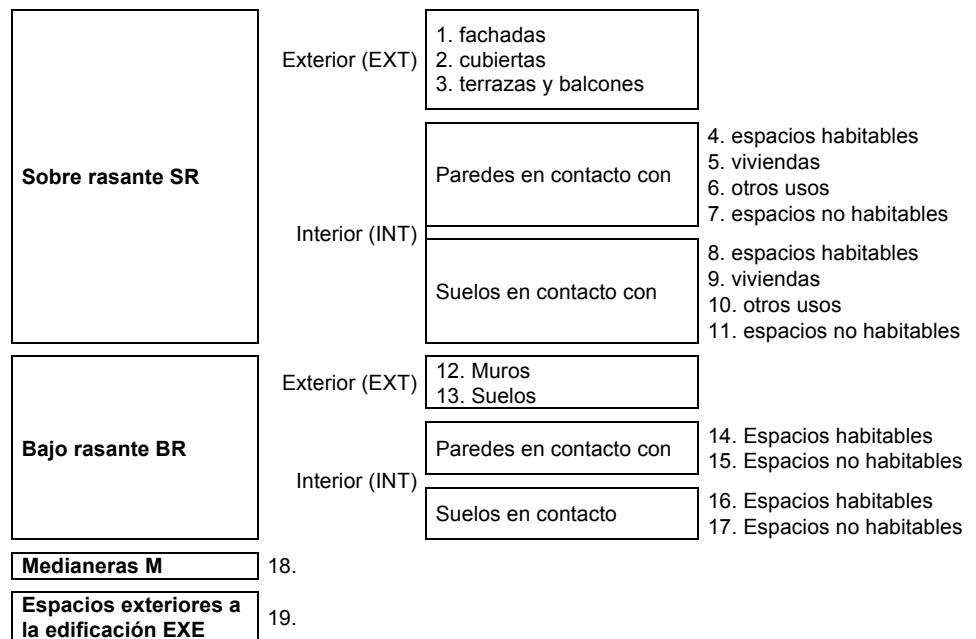 Sobre rasante SR
Exterior (EXT)
1. fachadas
2. cubiertas
3. terrazas y balcones
Interior (INT)
Paredes en contacto con
4. espacios habitables
5. viviendas
6. otros usos
7. espacios no habitables
Suelos en contacto con
8. espacios habitables
9. viviendas
10. otros usos
11. espacios no habitables
Bajo rasante BR
Exterior (EXT)
12. Muros
13. Suelos
Interior (INT)
Paredes en contacto con
14. Espacios habitables
15. Espacios no habitables
Suelos en contacto
16. Espacios habitables
17. Espacios no habitables
Medianeras M
18.
Espacios exteriores a
la edificación EXE
19.